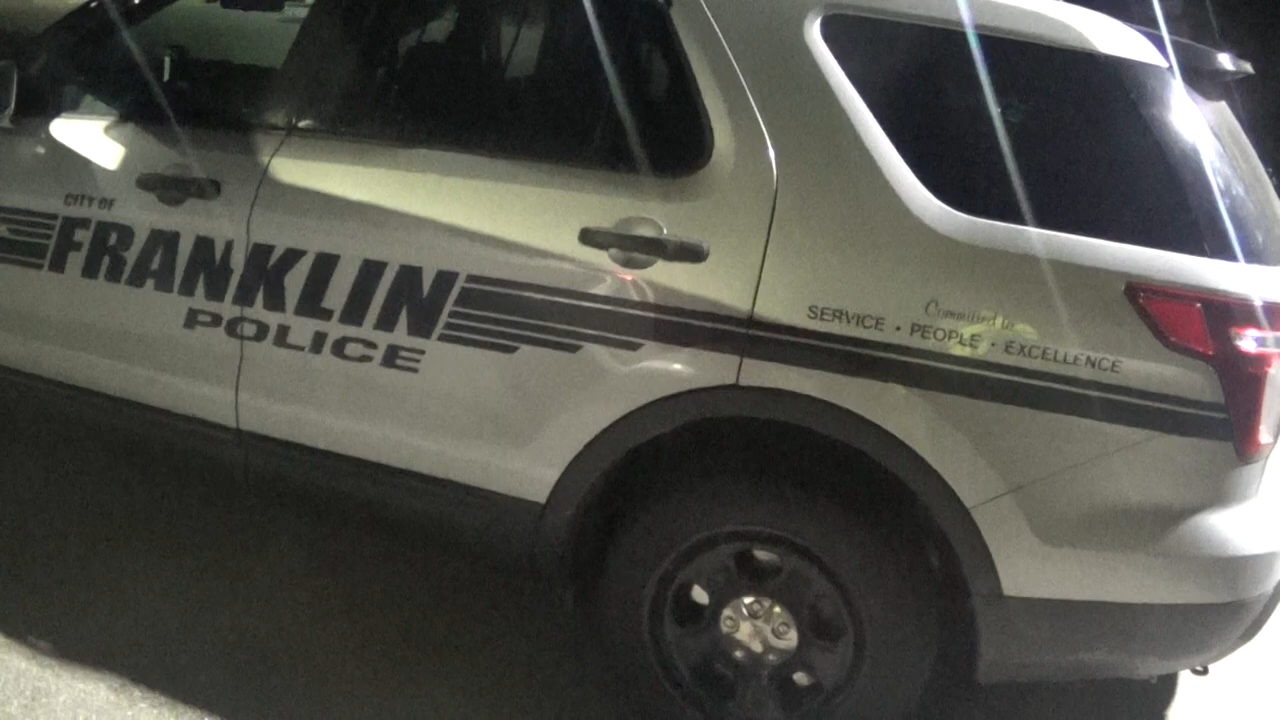 CITY OF
FRANKLIN
POLICE
Committed to
SERVICE • PEOPLE • EXCELLENCE